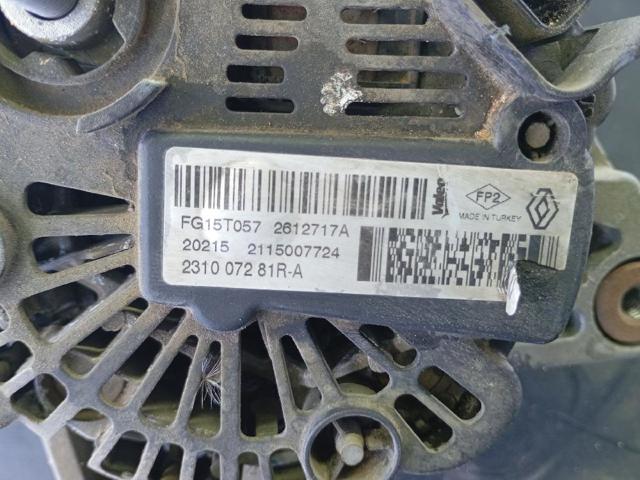 Valeo
FP2
MADE IN TURKEY
FG15T057 2612717A
20215 2115007724
2310 072 81R-A